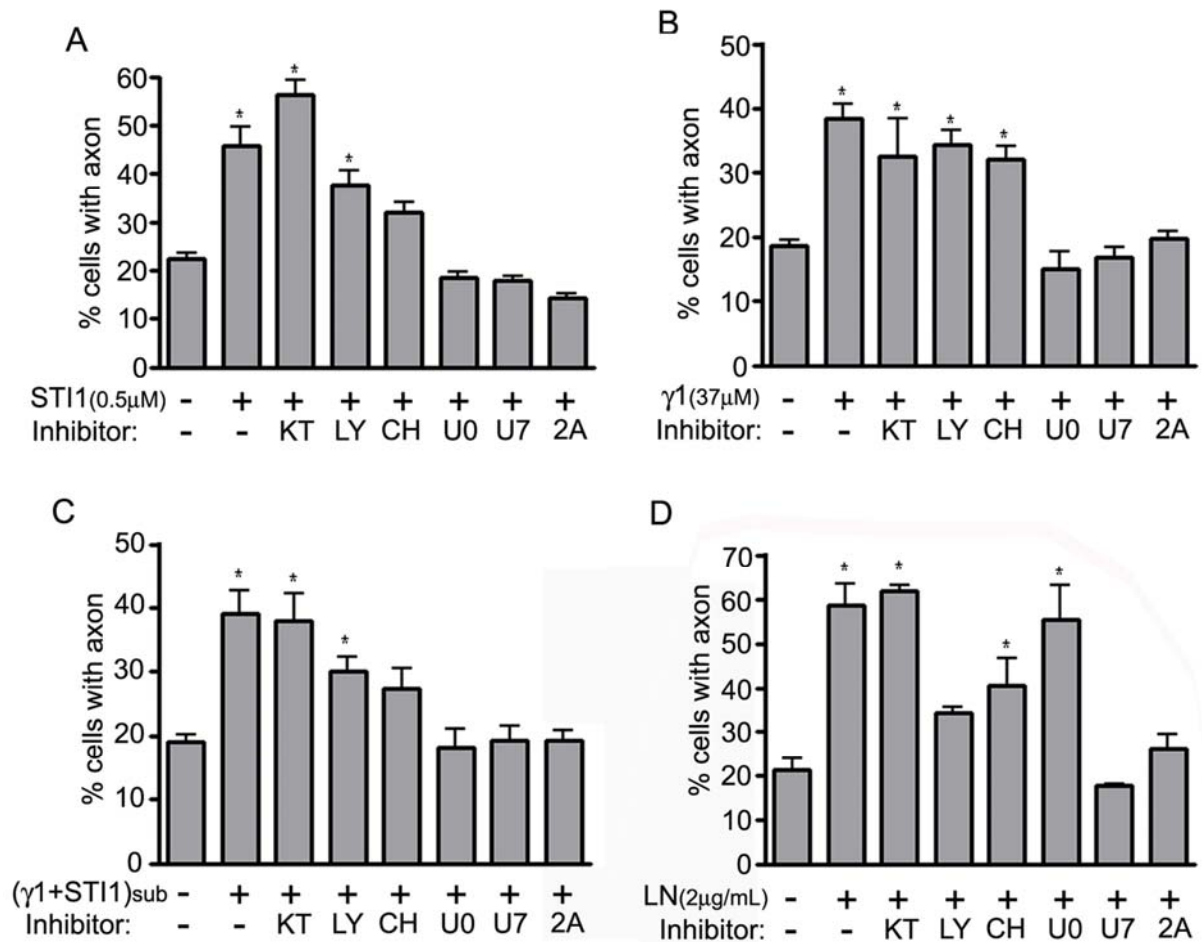 A
% cells with axon
60
50
40
30
20
10
0
* * *
STI1(0.5μM) - + + + + + + +
Inhibitor: - - KT LY CH U0 U7 2A
B
% cells with axon
50
40
30
20
10
0
* * * *
γ1(37μM) - + + + + + + +
Inhibitor: - - KT LY CH U0 U7 2A
C
% cells with axon
50
40
30
20
10
0
* * *
(γ1+STI1)sub - + + + + + + +
Inhibitor: - - KT LY CH U0 U7 2A
D
% cells with axon
70
60
50
40
30
20
10
0
* * * *
LN(2μg/mL) - + + + + + + +
Inhibitor: - - KT LY CH U0 U7 2A